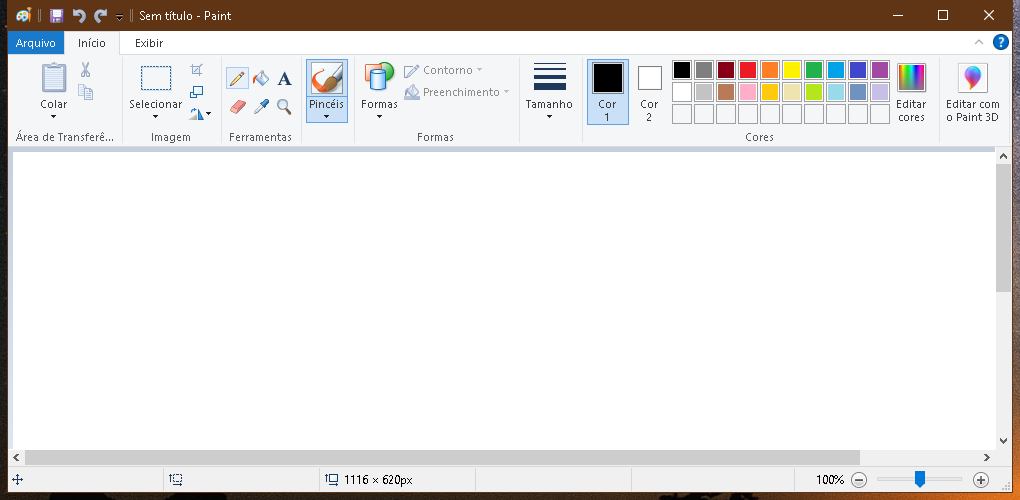 Sem título - Paint
Arquivo Início Exibir
Colar
Área de Transferê...
Selecionar
Imagem
A
Ferramentas
Pincéis
Formas
Contorno
Preenchimento
Formas
Tamanho
Cor
1
Cor
2
Editar
cores
Cores
Editar com
o Paint 3D
1116 × 620px
100%